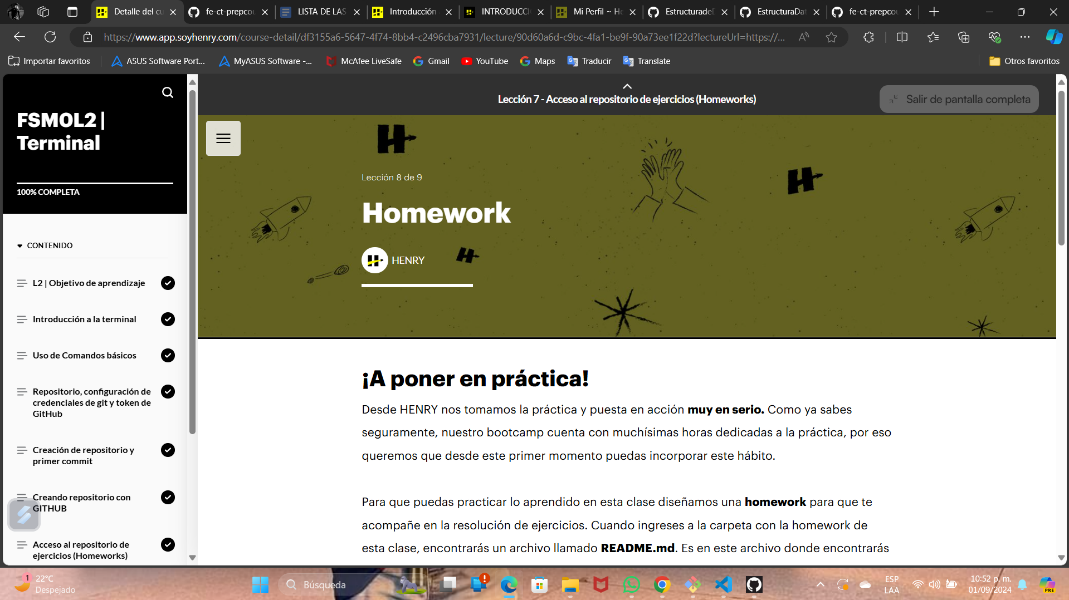 Detalle del cu
fe-ct-prepcou
LISTA DE LAS
Introducción
INTRODUCCI
Mi Perfil ~ He
Estructurade
EstructuraDat
fe-ct-prepcou
https://www.app.soyhenry.com/course-detail/df3155a6-5647-4f74-8bb4-c2496cba7931/lecture/90d60a6d-c9bc-4fa1-be9f-90a73ee1f22d?lectureUrl=https:/...
Importar favoritos
ASUS Software Port...
MyASUS Software -...
McAfee LiveSafe
Gmail
YouTube
Maps
Traducir
Translate
Otros favoritos
FSM0L2 |
Terminal
100% COMPLETA
CONTENIDO
L2 | Objetivo de aprendizaje
Introducción a la terminal
Uso de Comandos básicos
Repositorio, configuración de
credenciales de git y token de
GitHub
Creación de repositorio y
primer commit
Creando repositorio con
GITHUB
Acceso al repositorio de
ejercicios (Homeworks)
Lección 7 - Acceso al repositorio de ejercicios (Homeworks)
Salir de pantalla completa
Lección 8 de 9
Homework
HENRY
¡A poner en práctica!
Desde HENRY nos tomamos la práctica y puesta en acción muy en serio. Como ya sabes
seguramente, nuestro bootcamp cuenta con muchísimas horas dedicadas a la práctica, por eso
queremos que desde este primer momento puedas incorporar este hábito.
Para que puedas practicar lo aprendido en esta clase diseñamos una homework para que te
acompañe en la resolución de ejercicios. Cuando ingreses a la carpeta con la homework de
esta clase, encontrarás un archivo llamado README.md. Es en este archivo donde encontrarás
1
22°C
Despejado
Búsqueda
ESP
LAA
10:52 p. m.
01/09/2024
PRE